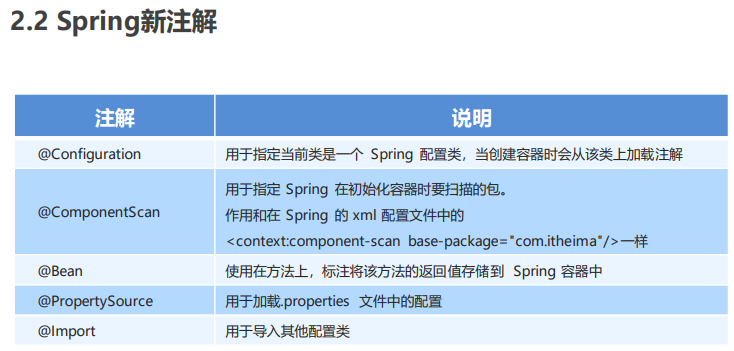 2.2 Spring新注解
注解 说明
@Configuration 用于指定当前类是一个 Spring 配置类，当创建容器时会从该类上加载注解
@ComponentScan
用于指定 Spring 在初始化容器时要扫描的包。
作用和在 Spring 的 xml 配置文件中的
<context:component-scan base-package="com.itheima"/>一样
@Bean 使用在方法上，标注将该方法的返回值存储到 Spring 容器中
@PropertySource 用于加载.properties 文件中的配置
@Import 用于导入其他配置类